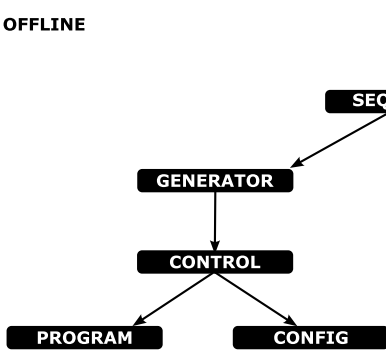 OFFLINE
SEQ
GENERATOR
CONTROL
PROGRAM
CONFIG